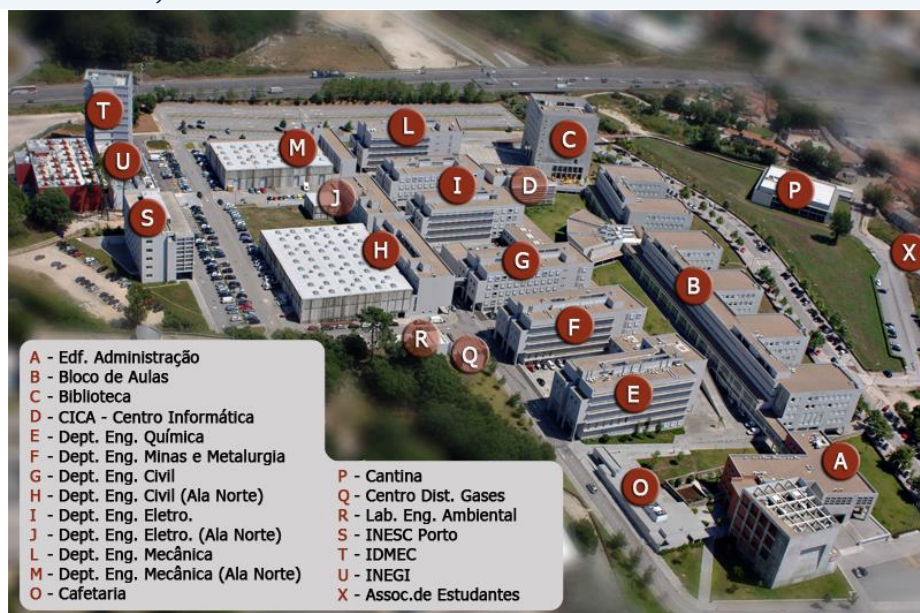 T
L
C
M
U
I
D
P
J
S
H
X
G
B
F
R
Q
E
A
O
A - Edf. Administração
B - Bloco de Aulas
C - Biblioteca
D - CICA - Centro Informática
E - Dept. Eng. Química
F - Dept. Eng. Minas e Metalurgia
G - Dept. Eng. Civil
H - Dept. Eng. Civil (Ala Norte)
I - Dept. Eng. Eletro.
J - Dept. Eng. Eletro. (Ala Norte)
L - Dept. Eng. Mecânica
M - Dept. Eng. Mecânica (Ala Norte)
O - Cafetaria
P - Cantina
Q - Centro Dist. Gases
R - Lab. Eng. Ambiental
S - INESC Porto
T - IDMEC
U - INEGI
X - Assoc.de Estudantes